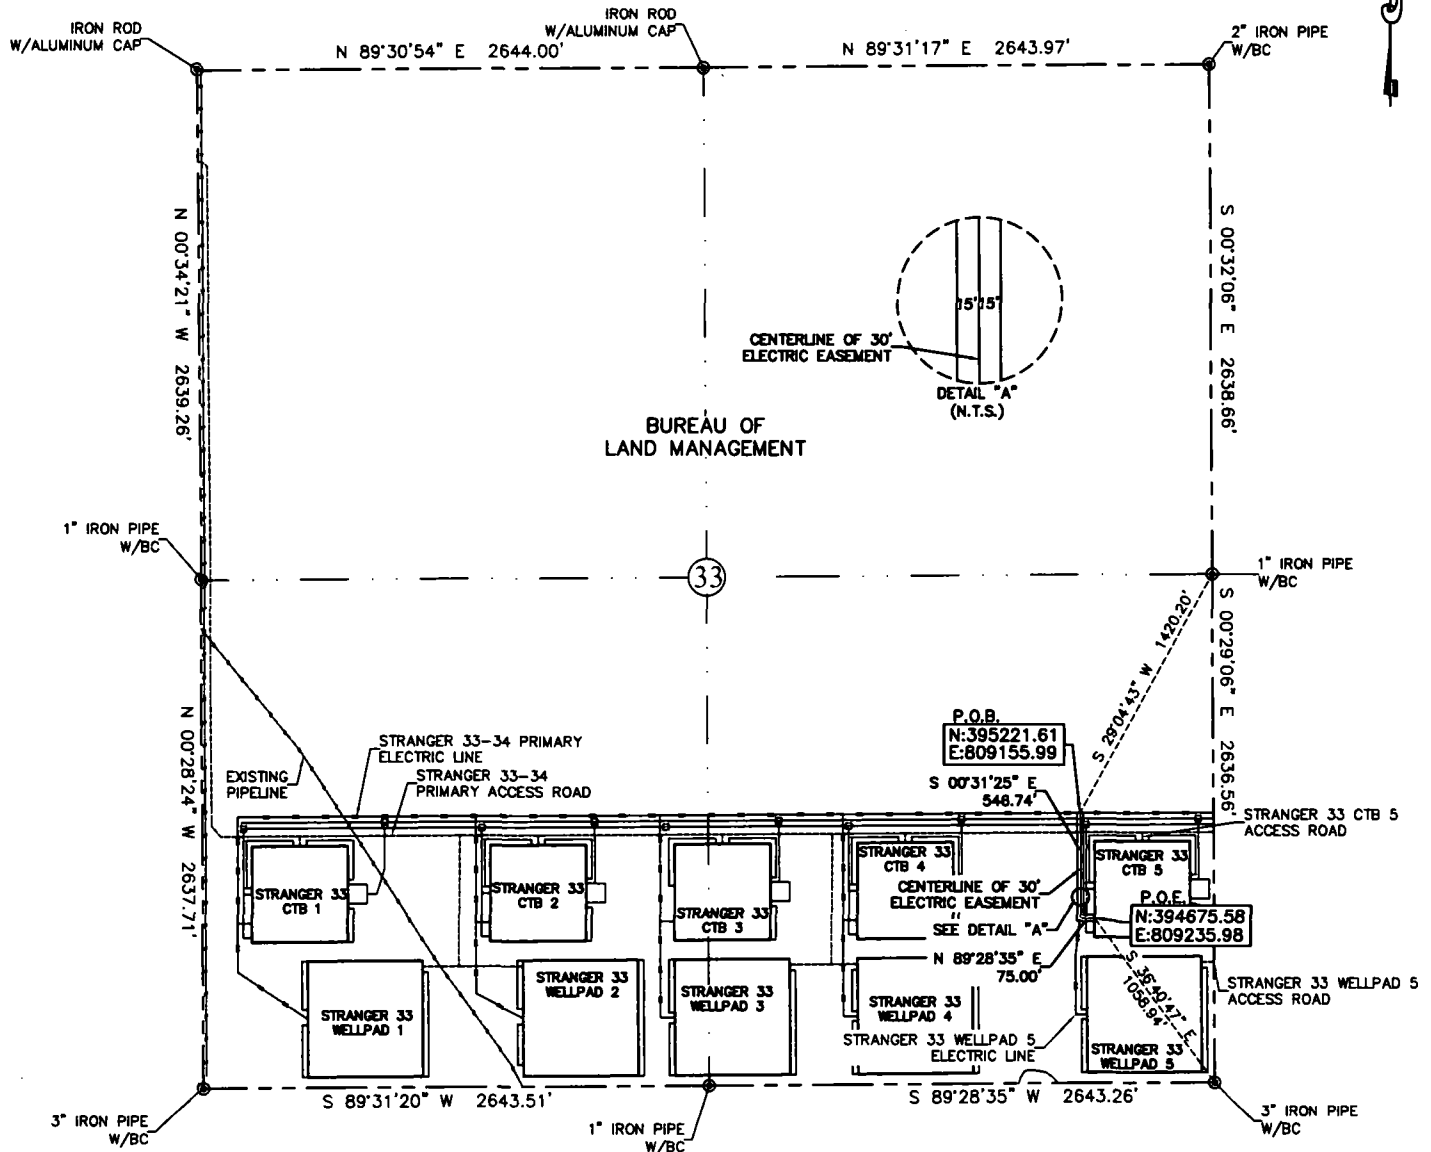 IRON ROD
W/ALUMINUM CAP
N 89°30'54" E 2644.00'
IRON ROD
W/ALUMINUM CAP
N 89°31'17" E 2643.97'
2" IRON PIPE
W/BC
N 00°34'21" W 2639.26'
S 00°32'06" E 2638.66'
15' 15'
CENTERLINE OF 30'
ELECTRIC EASEMENT
DETAIL "A"
(N.T.S.)
BUREAU OF
LAND MANAGEMENT
1" IRON PIPE
W/BC
33
1" IRON PIPE
W/BC
S 29°04'43" W 1420.20'
S 00°29'06" E 2636.56'
N 00°28'24" W 2637.71'
P.O.B.
N:395221.61
E:809155.99
STRANGER 33-34 PRIMARY
ELECTRIC LINE
STRANGER 33-34
PRIMARY ACCESS ROAD
EXISTING
PIPELINE
S 00°31'25" E
548.74'
STRANGER 33 CTB 5
ACCESS ROAD
STRANGER 33
CTB 1
STRANGER 33
CTB 2
STRANGER 33
CTB 3
STRANGER 33
CTB 4
STRANGER 33
CTB 5
CENTERLINE OF 30'
ELECTRIC EASEMENT
SEE DETAIL "A"
P.O.E.
N:394675.58
E:809235.98
N 89°28'35" E
75.00'
S 36°40'47" E
1058.94'
STRANGER 33 WELLPAD 5
ACCESS ROAD
STRANGER 33
WELLPAD 1
STRANGER 33
WELLPAD 2
STRANGER 33
WELLPAD 3
STRANGER 33
WELLPAD 4
STRANGER 33 WELLPAD 5
ELECTRIC LINE
STRANGER 33
WELLPAD 5
S 89°31'20" W 2643.51'
S 89°28'35" W 2643.26'
3" IRON PIPE
W/BC
1" IRON PIPE
W/BC
3" IRON PIPE
W/BC